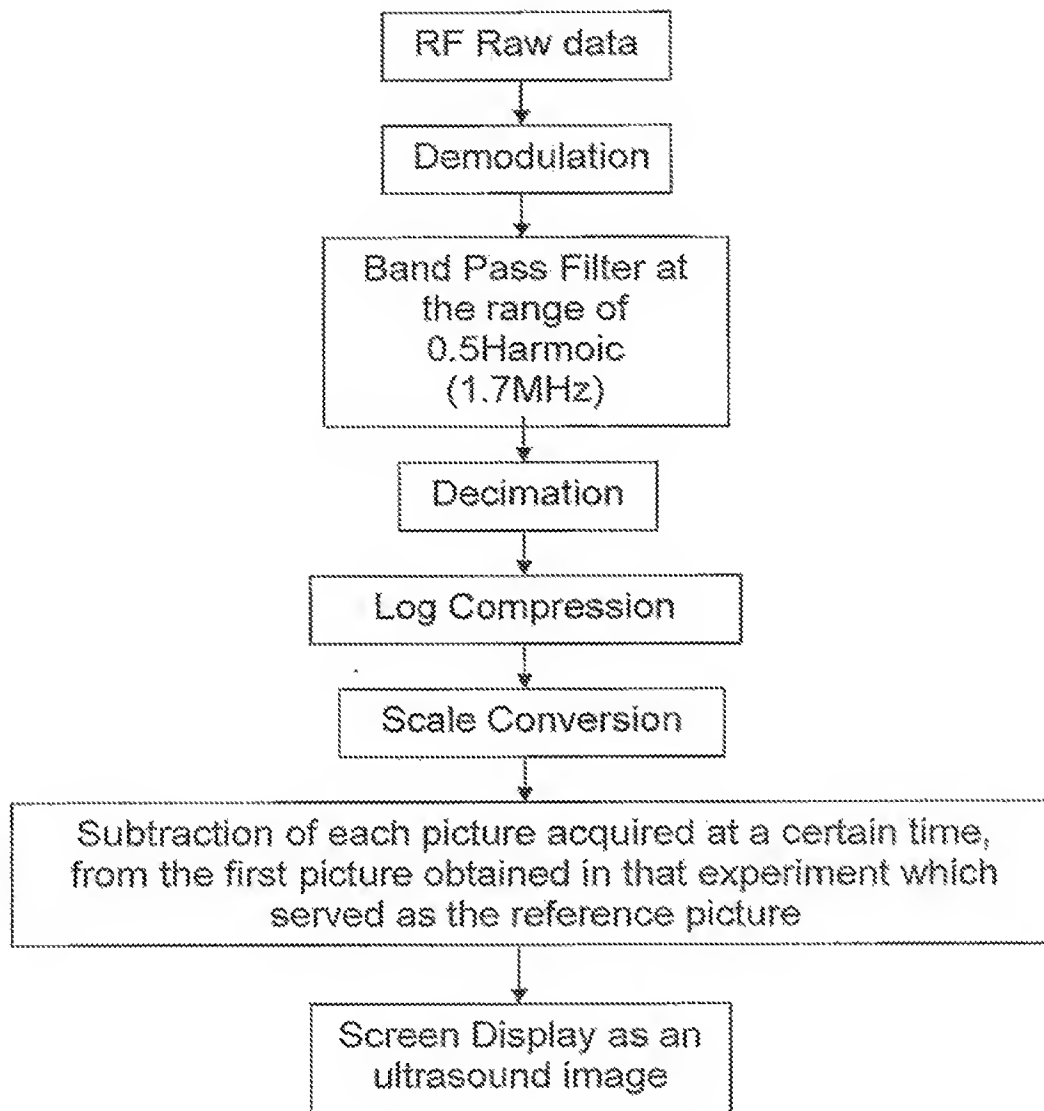 RF Raw data
Demodulation
Band Pass Filter at
the range of
0.5Harmoic
(1.7MHz)
Decimation
Log Compression
Scale Conversion
Subtraction of each picture acquired at a certain time,
from the first picture obtained in that experiment which
served as the reference picture
Screen Display as an
ultrasound image